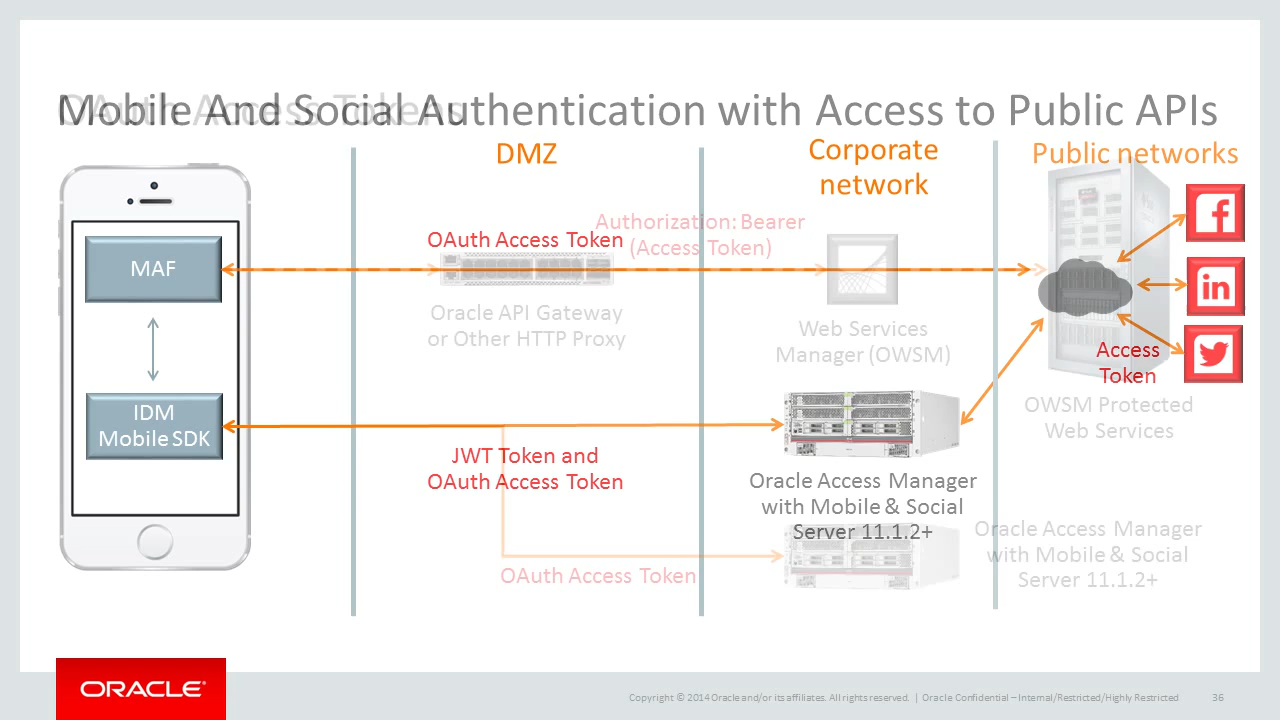 OAuth Access Tokens
Mobile And Social Authentication with Access to Public APIs
DMZ
Corporate
network
Public networks
MAF
IDM
Mobile SDK
OAuth Access Token
Authorization: Bearer
(Access Token)
Oracle API Gateway
or Other HTTP Proxy
Web Services
Manager (OWSM)
f
in
Access
Token
OWSM Protected
Web Services
JWT Token and
OAuth Access Token
Oracle Access Manager
with Mobile & Social
Server 11.1.2+
OAuth Access Token
Oracle Access Manager
with Mobile & Social
Server 11.1.2+
ORACLE®
Copyright © 2014 Oracle and/or its affiliates. All rights reserved. | Oracle Confidential – Internal/Restricted/Highly Restricted
36